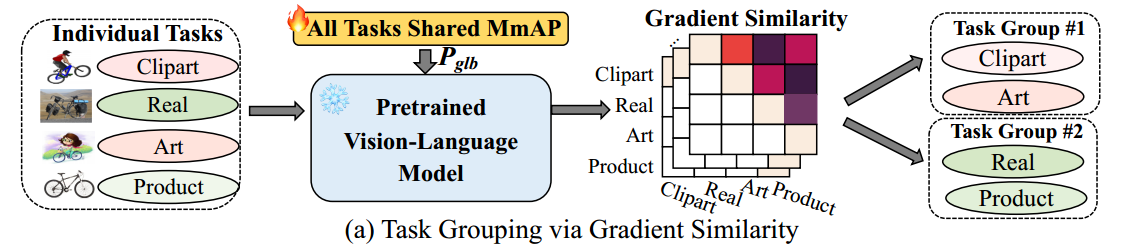 Individual Tasks
Clipart
Real
Art
Product
All Tasks Shared MmAP
P_glb
Pretrained
Vision-Language
Model
Gradient Similarity
Clipart
Real
Art
Product
Clipart
Real
Art
Product
Task Group #1
Clipart
Art
Task Group #2
Real
Product
(a) Task Grouping via Gradient Similarity